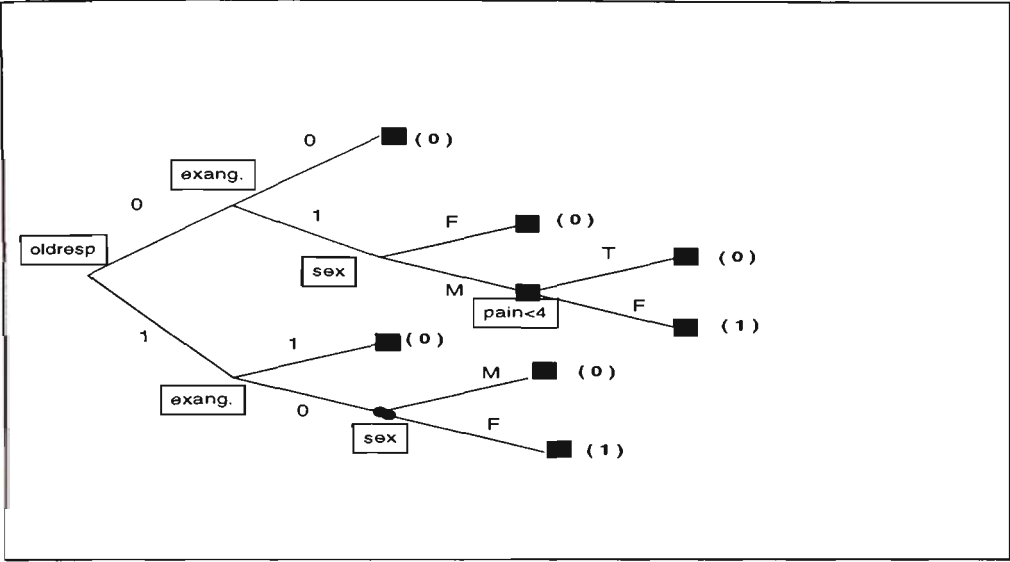 0
(0)
exang.
0
1
F
(0)
oldresp
T
(0)
sex
M
pain<4
F
(1)
1
1
(0)
M
(0)
exang.
0
F
sex
(1)